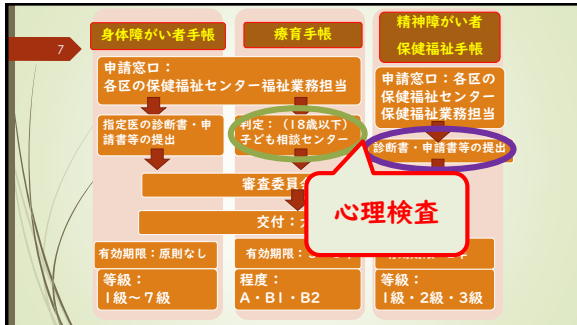 7
身体障がい者手帳
療育手帳
精神障がい者
保健福祉手帳
申請窓口：
各区の保健福祉センター福祉業務担当
申請窓口：各区の
保健福祉センター
保健福祉業務担当
指定医の診断書・申
請書等の提出
判定：（18歳以下）
子ども相談センター
診断書・申請書等の提出
審査委員会
心理検査
交付：
有効期限：原則なし
有効期限：
等級：
1級～7級
程度：
A・B1・B2
等級：
1級・2級・3級